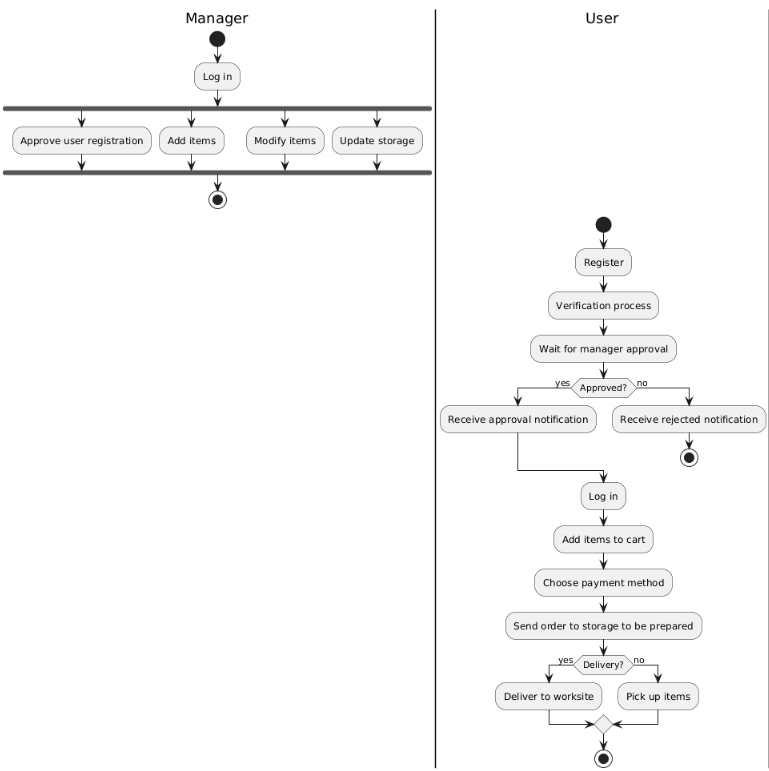 Manager
User
Log in
Approve user registration
Add items
Modify items
Update storage
Register
Verification process
Wait for manager approval
yes
Approved?
no
Receive approval notification
Receive rejected notification
Log in
Add items to cart
Choose payment method
Send order to storage to be prepared
yes
Delivery?
no
Deliver to worksite
Pick up items